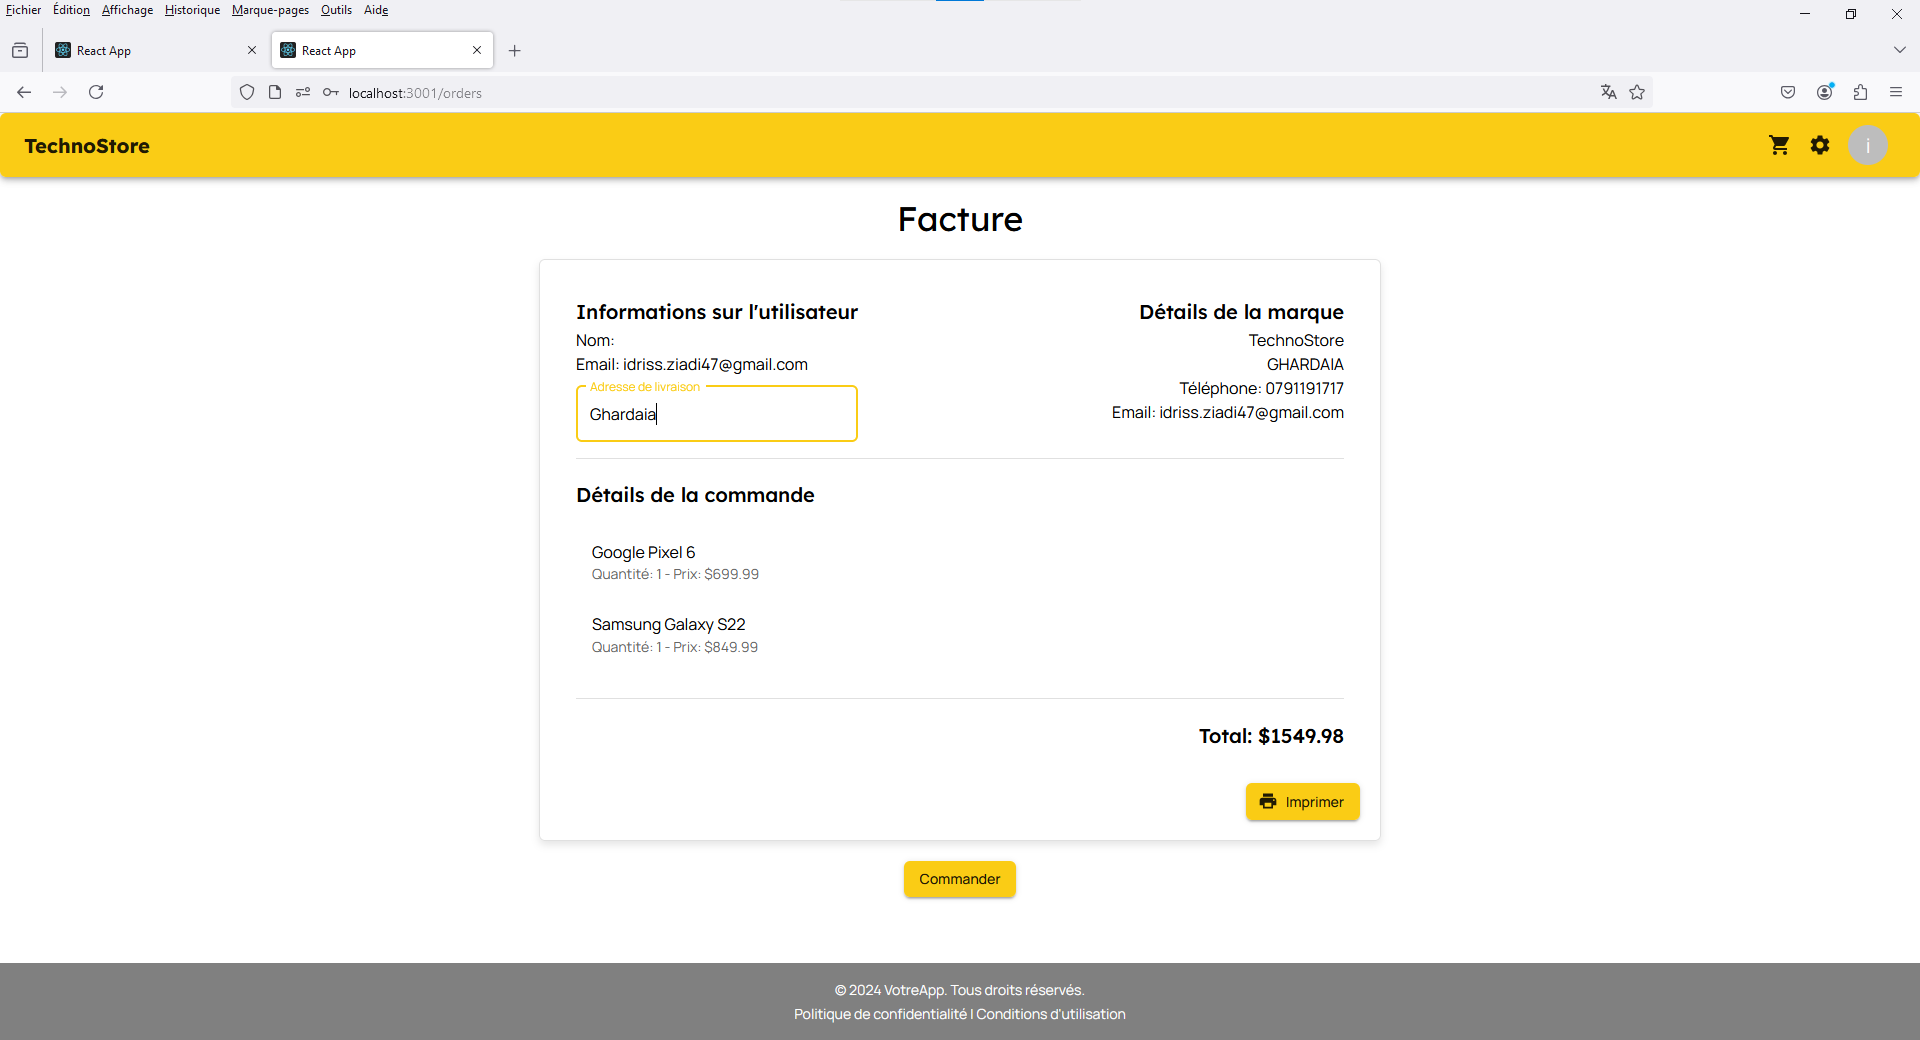 Fichier Édition Affichage Historique Marque-pages Outils Aide
React App
React App
localhost:3001/orders
TechnoStore
i
Facture
Informations sur l'utilisateur
Nom:
Email: idriss.ziadi47@gmail.com
Adresse de livraison
Ghardaia
Détails de la marque
TechnoStore
GHARDAIA
Téléphone: 0791191717
Email: idriss.ziadi47@gmail.com
Détails de la commande
Google Pixel 6
Quantité: 1 - Prix: $699.99
Samsung Galaxy S22
Quantité: 1 - Prix: $849.99
Total: $1549.98
Imprimer
Commander
© 2024 VotreApp. Tous droits réservés.
Politique de confidentialité | Conditions d'utilisation